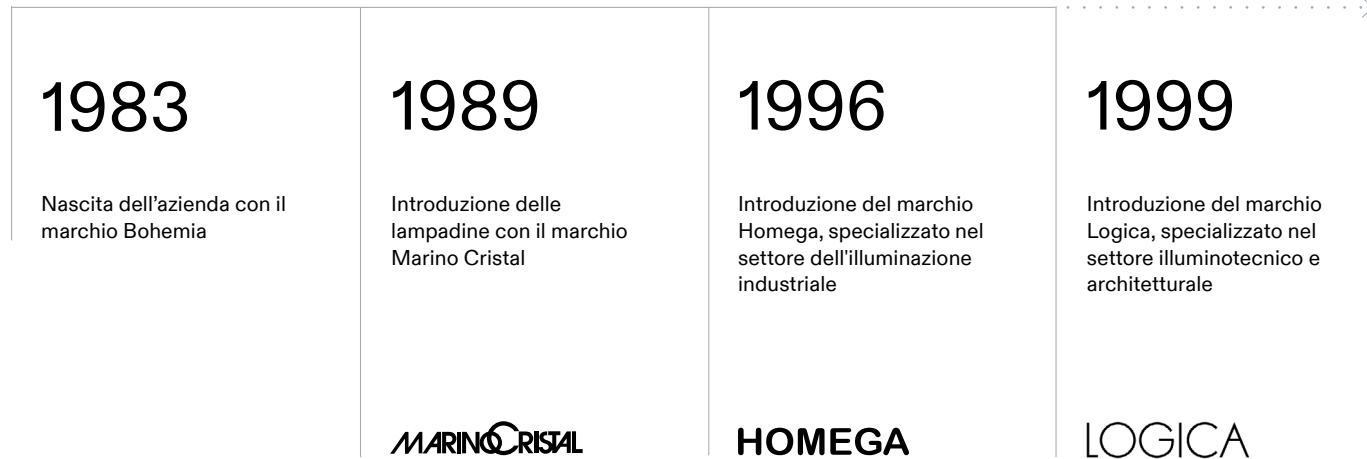 1983
Nascita dell’azienda con il
marchio Bohemia
1989
Introduzione delle
lampadine con il marchio
Marino Cristal
MARINOCRISTAL
1996
Introduzione del marchio
Homega, specializzato nel
settore dell'illuminazione
industriale
HOMEGA
1999
Introduzione del marchio
Logica, specializzato nel
settore illuminotecnico e
architetturale
LOGICA